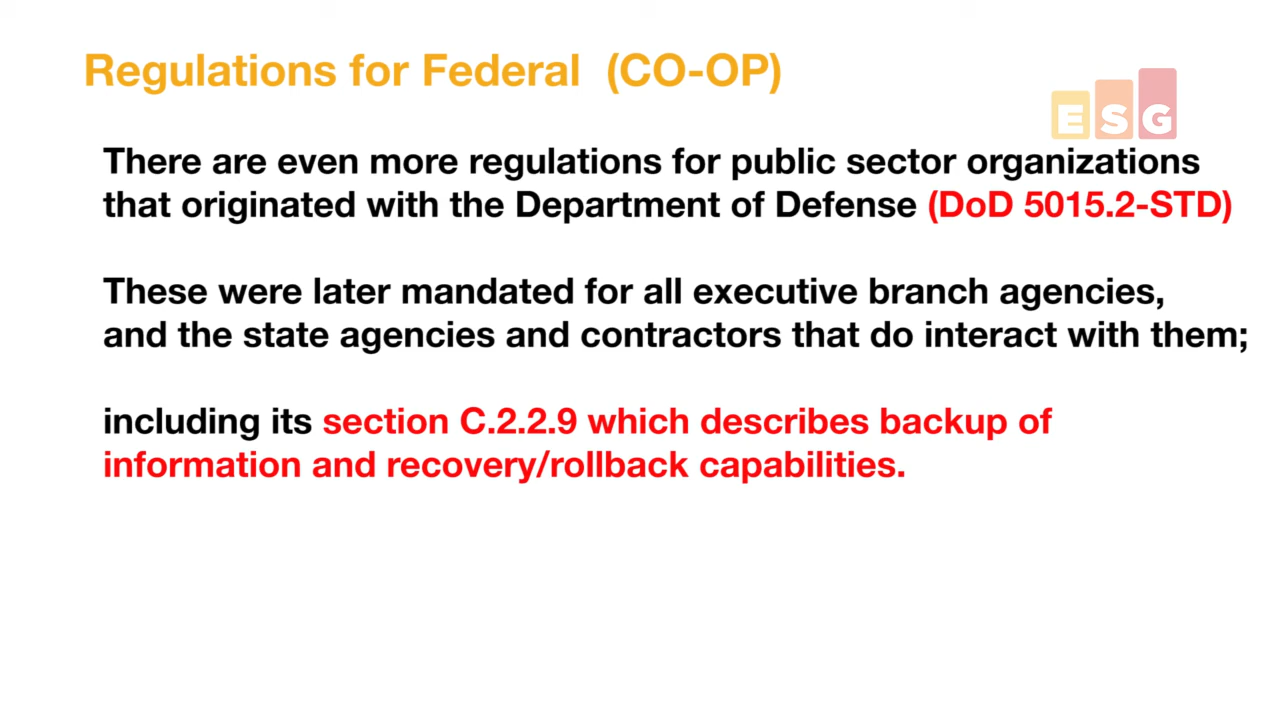 Regulations for Federal (CO-OP)
ESG
There are even more regulations for public sector organizations
that originated with the Department of Defense (DoD 5015.2-STD)
These were later mandated for all executive branch agencies,
and the state agencies and contractors that do interact with them;
including its section C.2.2.9 which describes backup of
information and recovery/rollback capabilities.